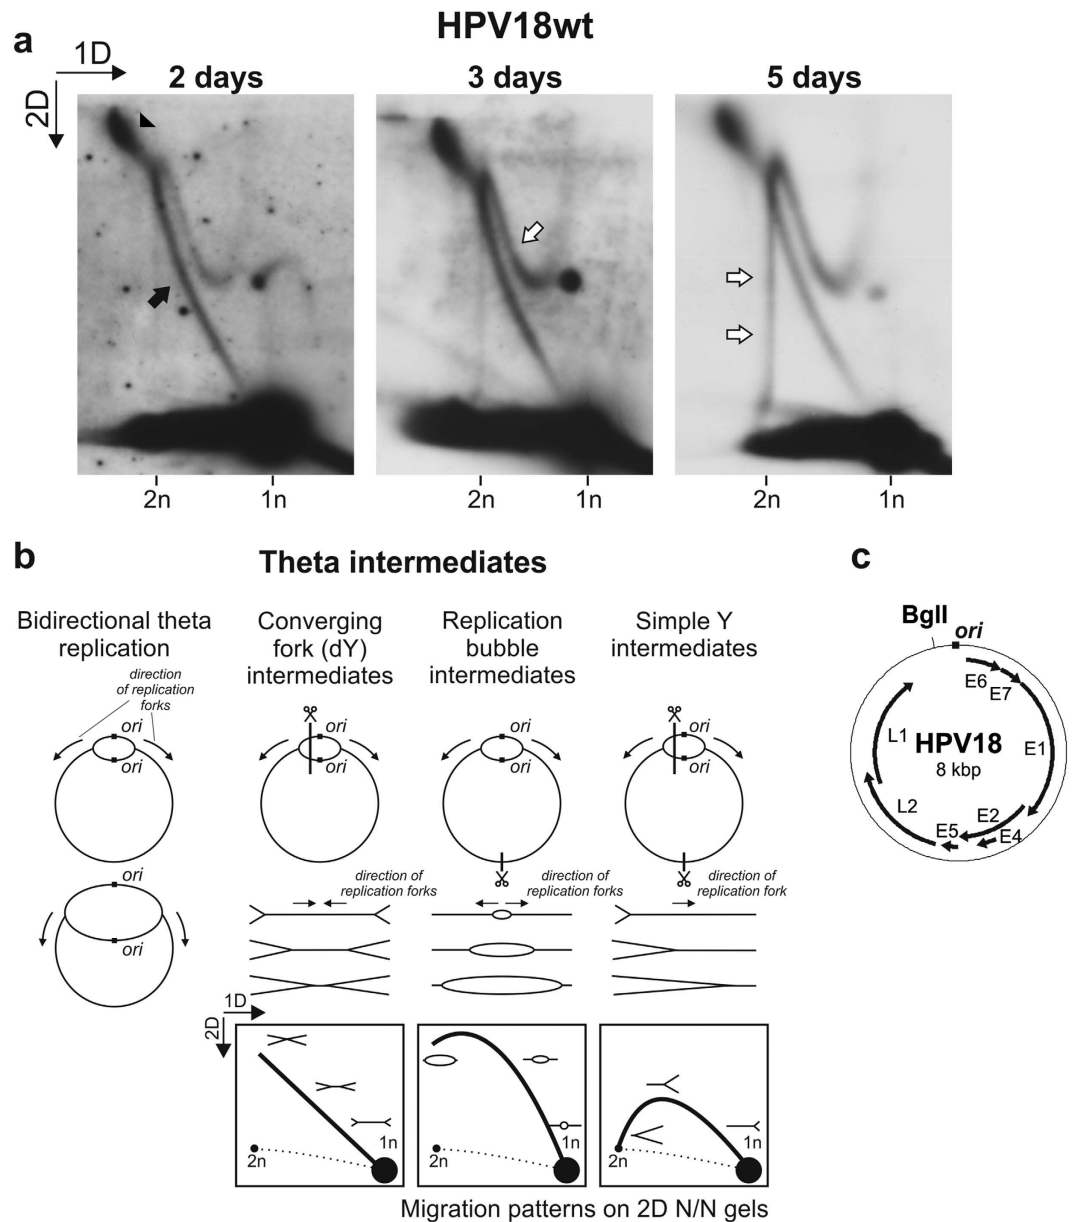 HPV18wt
a
1D
2D
2 days
3 days
5 days
2n
1n
2n
1n
2n
1n
b
Theta intermediates
c
Bidirectional theta
replication
direction
of replication
forks
ori
ori
ori
ori
Converging
fork (dY)
intermediates
ori
ori
direction of
replication forks
Replication
bubble
intermediates
ori
ori
direction of
replication forks
Simple Y
intermediates
ori
ori
direction of
replication fork
BglI
ori
E6
E7
E1
E2
E4
E5
L2
L1
HPV18
8 kbp
1D
2D
2n
1n
2n
1n
2n
1n
Migration patterns on 2D N/N gels